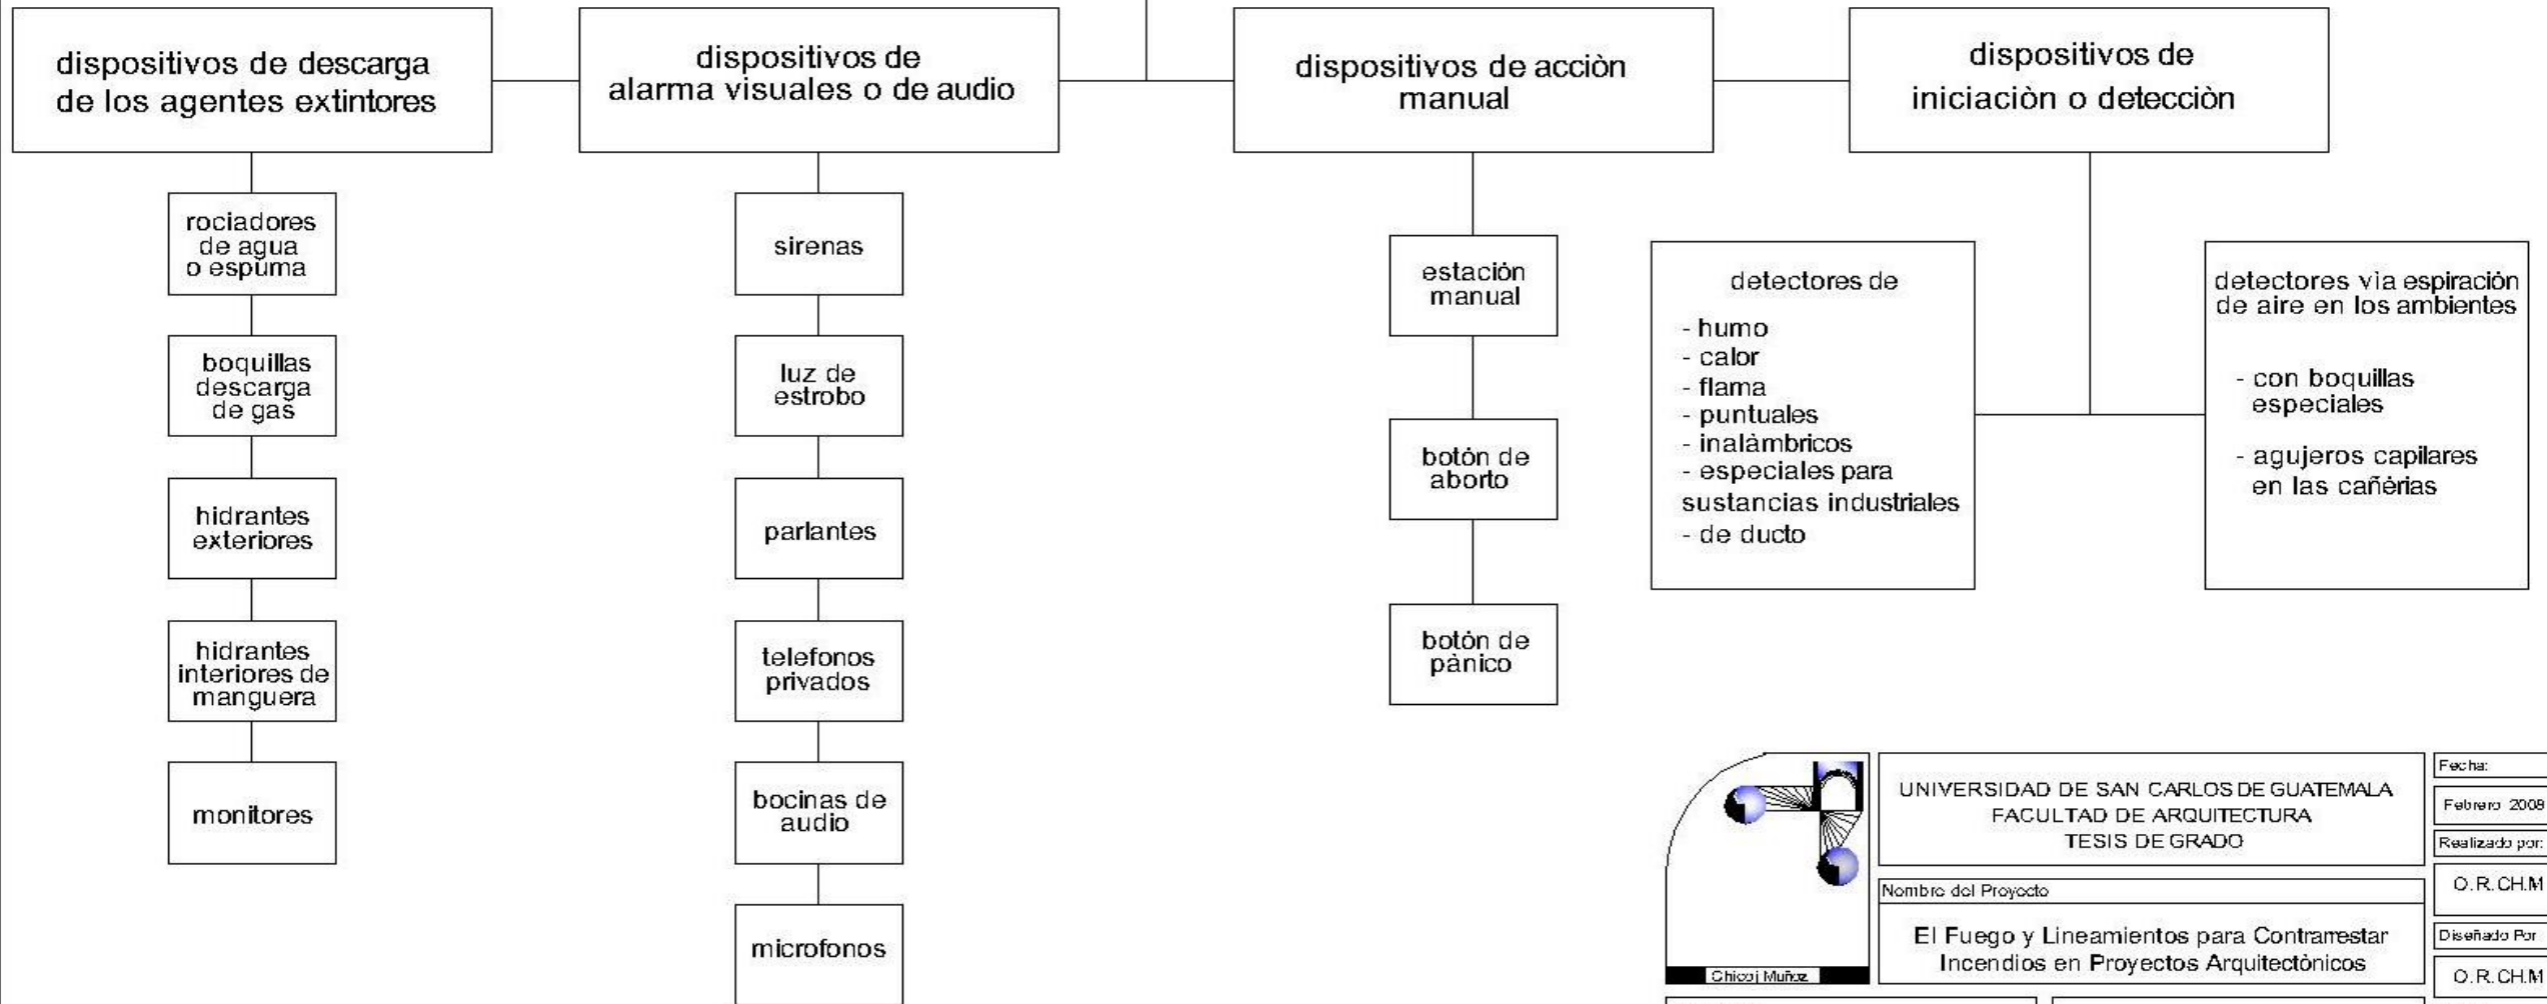 dispositivos de descarga
de los agentes extintores
rociadores
de agua
o espuma
boquillas
descarga
de gas
hidrantes
exteriores
hidrantes
interiores de
manguera
monitores
dispositivos de
alarma visuales o de audio
sirenas
luz de
estrobo
parlantes
telefonos
privados
bocinas de
audio
microfonos
dispositivos de acciòn
manual
estación
manual
botón de
aborto
botón de
pànico
dispositivos de
iniciaciòn o detecciòn
detectores de
- humo
- calor
- flama
- puntuales
- inalàmbricos
- especiales para
sustancias industriales
- de ducto
detectores vìa espiración
de aire en los ambientes
- con boquillas
especiales
- agujeros capilares
en las cañèrias
Chicoj Muñoz
UNIVERSIDAD DE SAN CARLOS DE GUATEMALA
FACULTAD DE ARQUITECTURA
TESIS DE GRADO
Nombre del Proyecto
El Fuego y Lineamientos para Contrarrestar
Incendios en Proyectos Arquitectònicos
Fecha:
Febrero 2008
Realizado por:
O.R.CH.M
Diseñado Por
O.R.CH.M